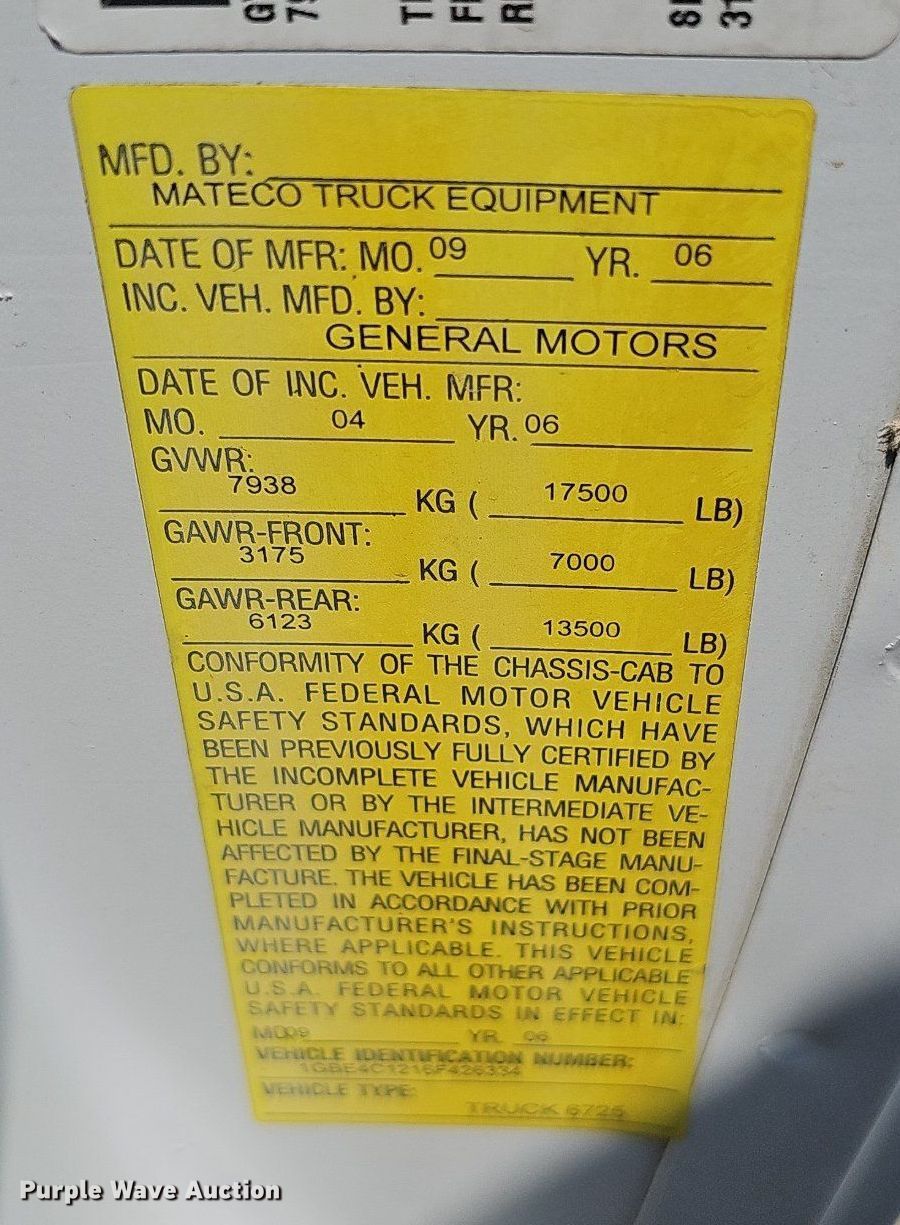 MFD. BY:
MATECO TRUCK EQUIPMENT
DATE OF MFR: MO. 09 YR. 06
INC. VEH. MFD. BY:
GENERAL MOTORS
DATE OF INC. VEH. MFR:
MO. 04 YR. 06
GVWR:
7938 KG ( 17500 LB)
GAWR-FRONT:
3175 KG ( 7000 LB)
GAWR-REAR:
6123 KG ( 13500 LB)
CONFORMITY OF THE CHASSIS-CAB TO
U.S.A. FEDERAL MOTOR VEHICLE
SAFETY STANDARDS, WHICH HAVE
BEEN PREVIOUSLY FULLY CERTIFIED BY
THE INCOMPLETE VEHICLE MANUFAC-
TURER OR BY THE INTERMEDIATE VE-
HICLE MANUFACTURER, HAS NOT BEEN
AFFECTED BY THE FINAL-STAGE MANU-
FACTURE. THE VEHICLE HAS BEEN COM-
PLETED IN ACCORDANCE WITH PRIOR
MANUFACTURER'S INSTRUCTIONS,
WHERE APPLICABLE. THIS VEHICLE
CONFORMS TO ALL OTHER APPLICABLE
U.S.A. FEDERAL MOTOR VEHICLE
SAFETY STANDARDS IN EFFECT IN:
MO. 09 YR. 06
VEHICLE IDENTIFICATION NUMBER:
1GBE4C1216F426334
VEHICLE TYPE:
TRUCK 6725
Purple Wave Auction